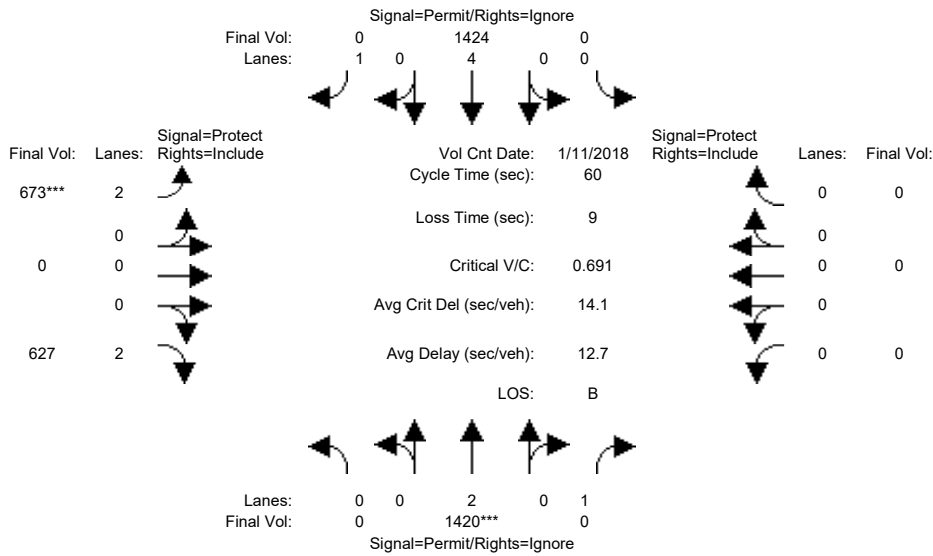 Signal=Permit/Rights=Ignore
Final Vol: 0 1424 0
Lanes: 1 0 4 0 0
Signal=Protect Signal=Protect
Final Vol: Lanes: Rights=Include Vol Cnt Date: 1/11/2018 Rights=Include Lanes: Final Vol:
Cycle Time (sec): 60
673*** 2 0 0
Loss Time (sec): 9
0 0
0 0 Critical V/C: 0.691 0 0
0 Avg Crit Del (sec/veh): 14.1 0
627 2 Avg Delay (sec/veh): 12.7 0 0
LOS: B
Lanes: 0 0 2 0 1
Final Vol: 0 1420*** 0
Signal=Permit/Rights=Ignore